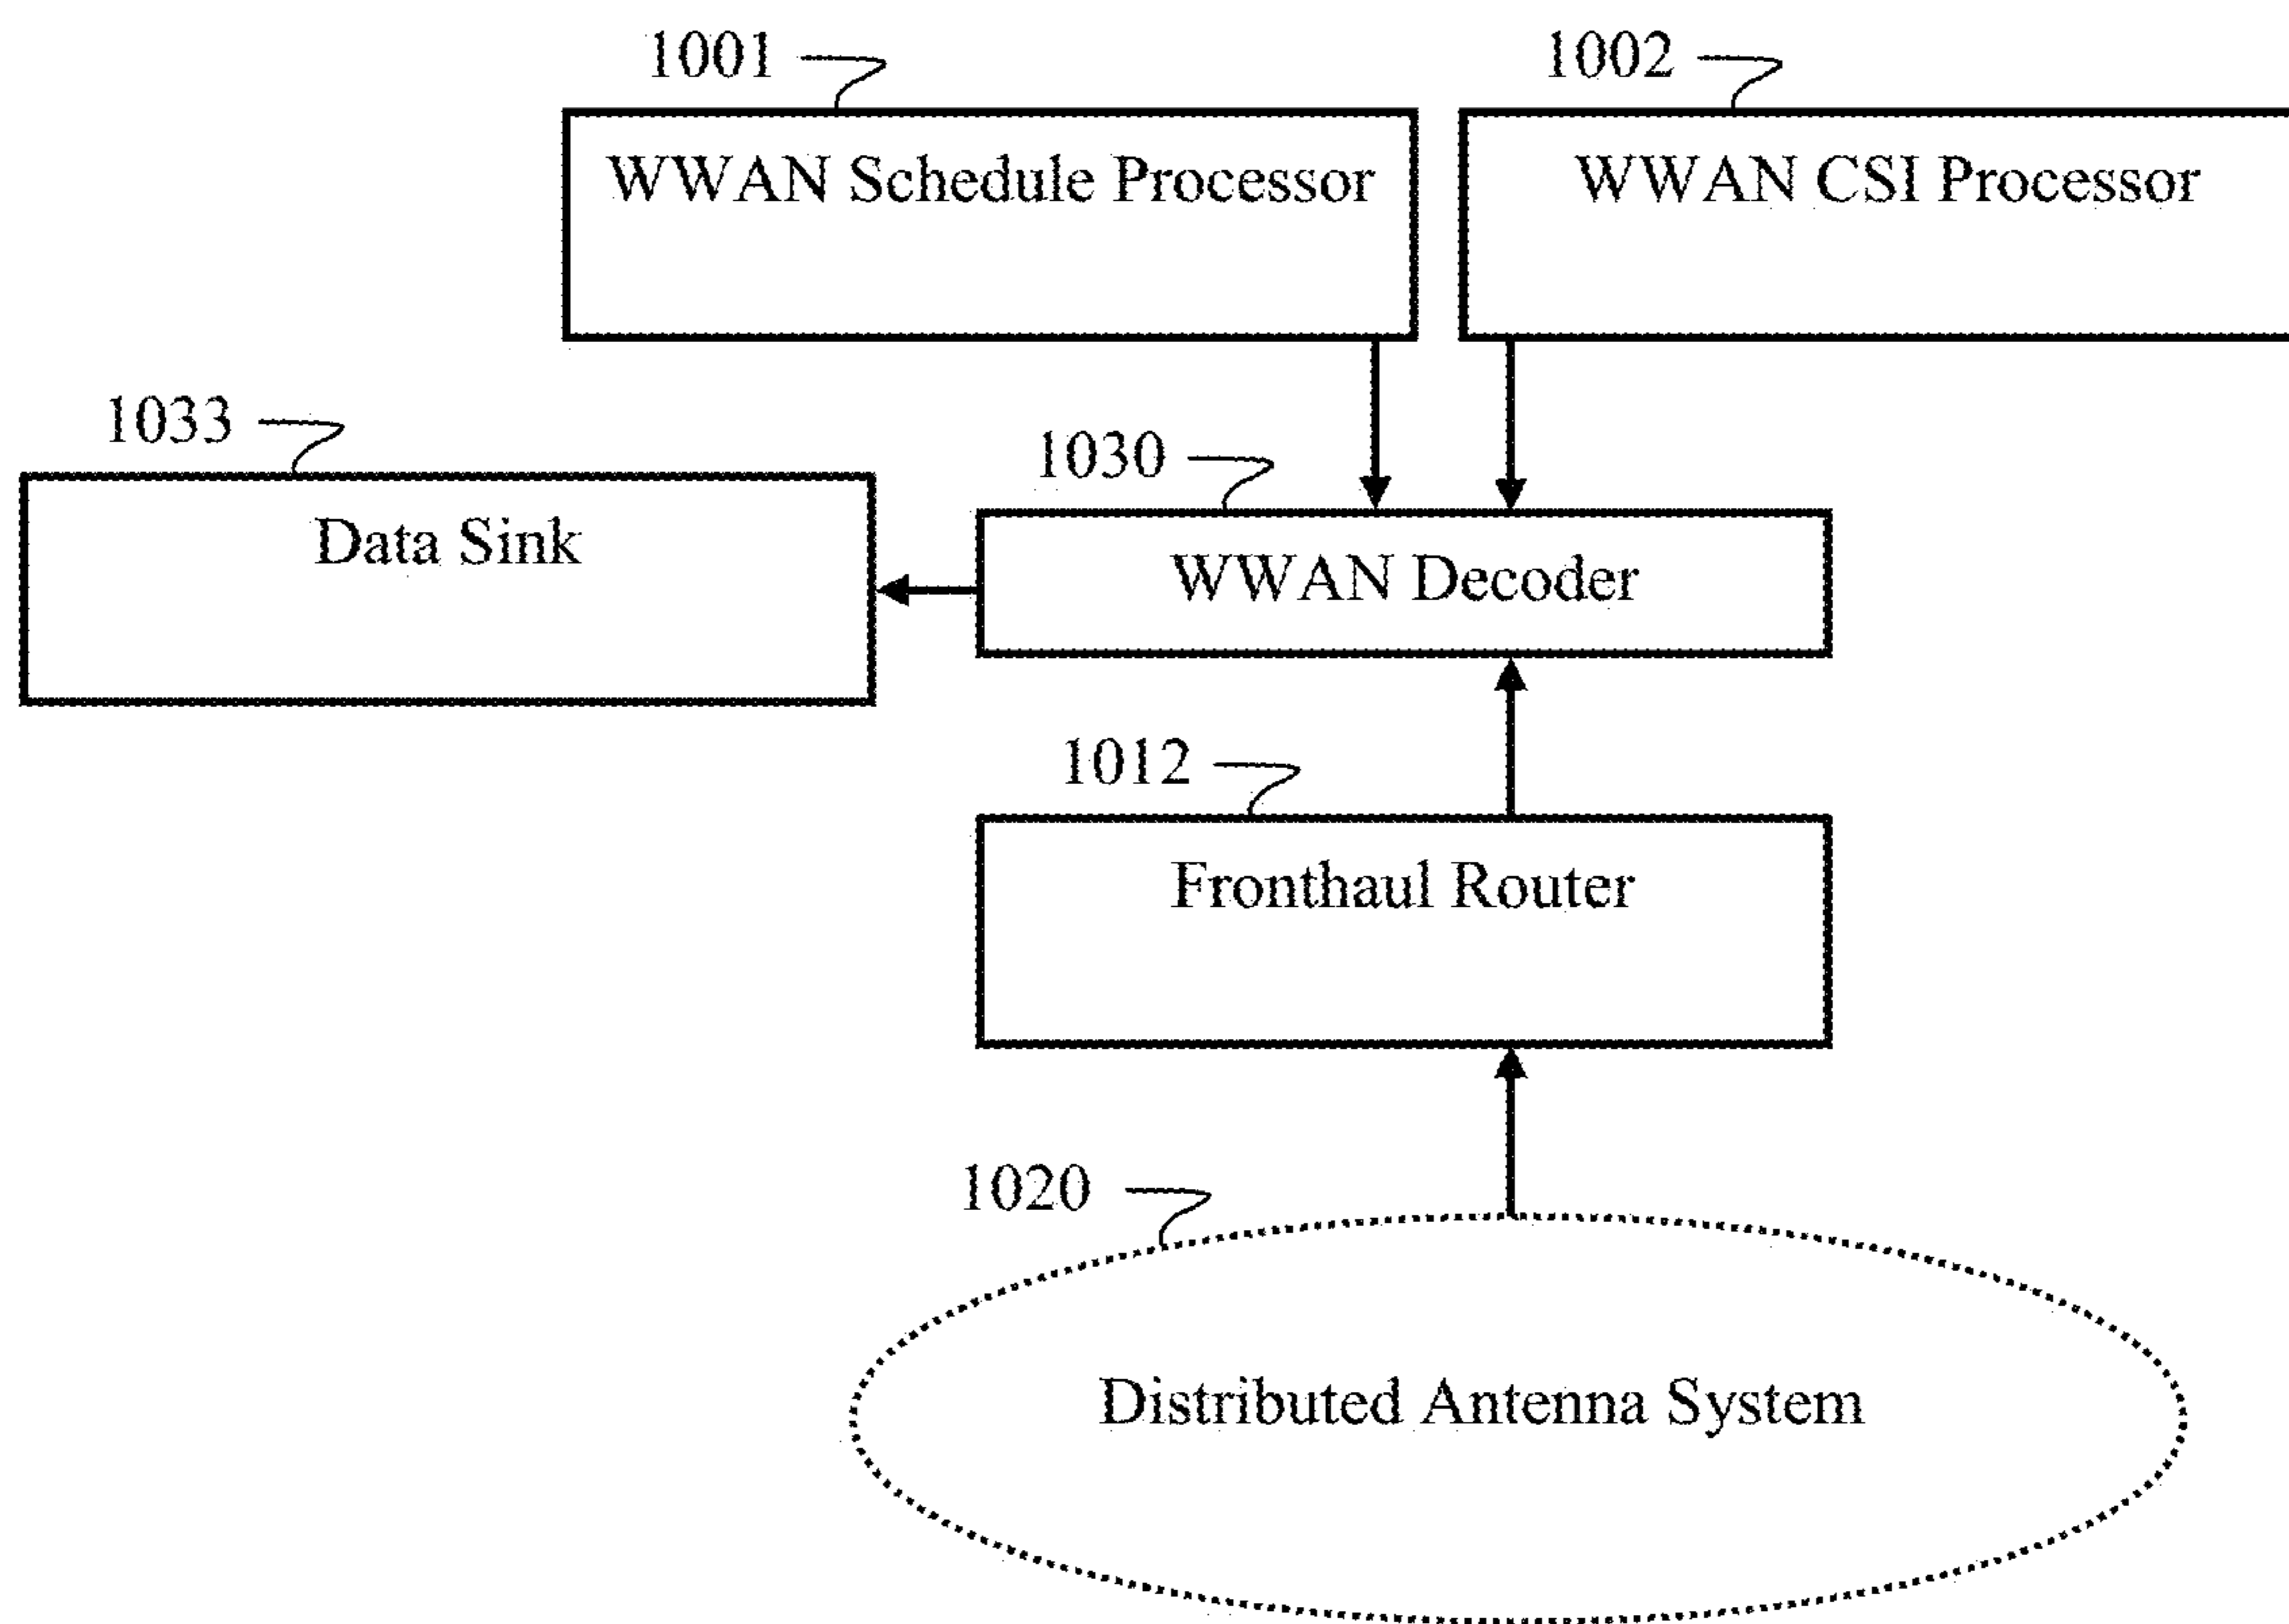 1001
1002
WWAN Schedule Processor
WWAN CSI Processor
1033
1030
Data Sink
WWAN Decoder
1012
Fronthaul Router
1020
Distributed Antenna System